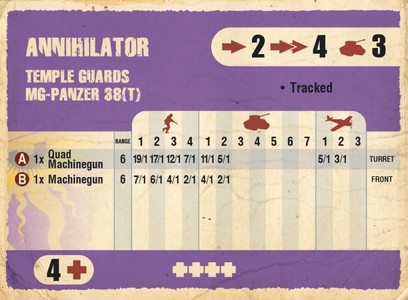 ANNIHILATOR
2 4 3
TEMPLE GUARDS
MG-PANZER 38(T)
• Tracked
RANGE 1 2 3 4 1 2 3 4 5 6 7 1 2 3
A 1x Quad Machinegun 6 19/1 17/1 12/1 7/1 11/1 5/1 5/1 3/1 TURRET
B 1x Machinegun 6 7/1 6/1 4/1 2/1 4/1 2/1 FRONT
4